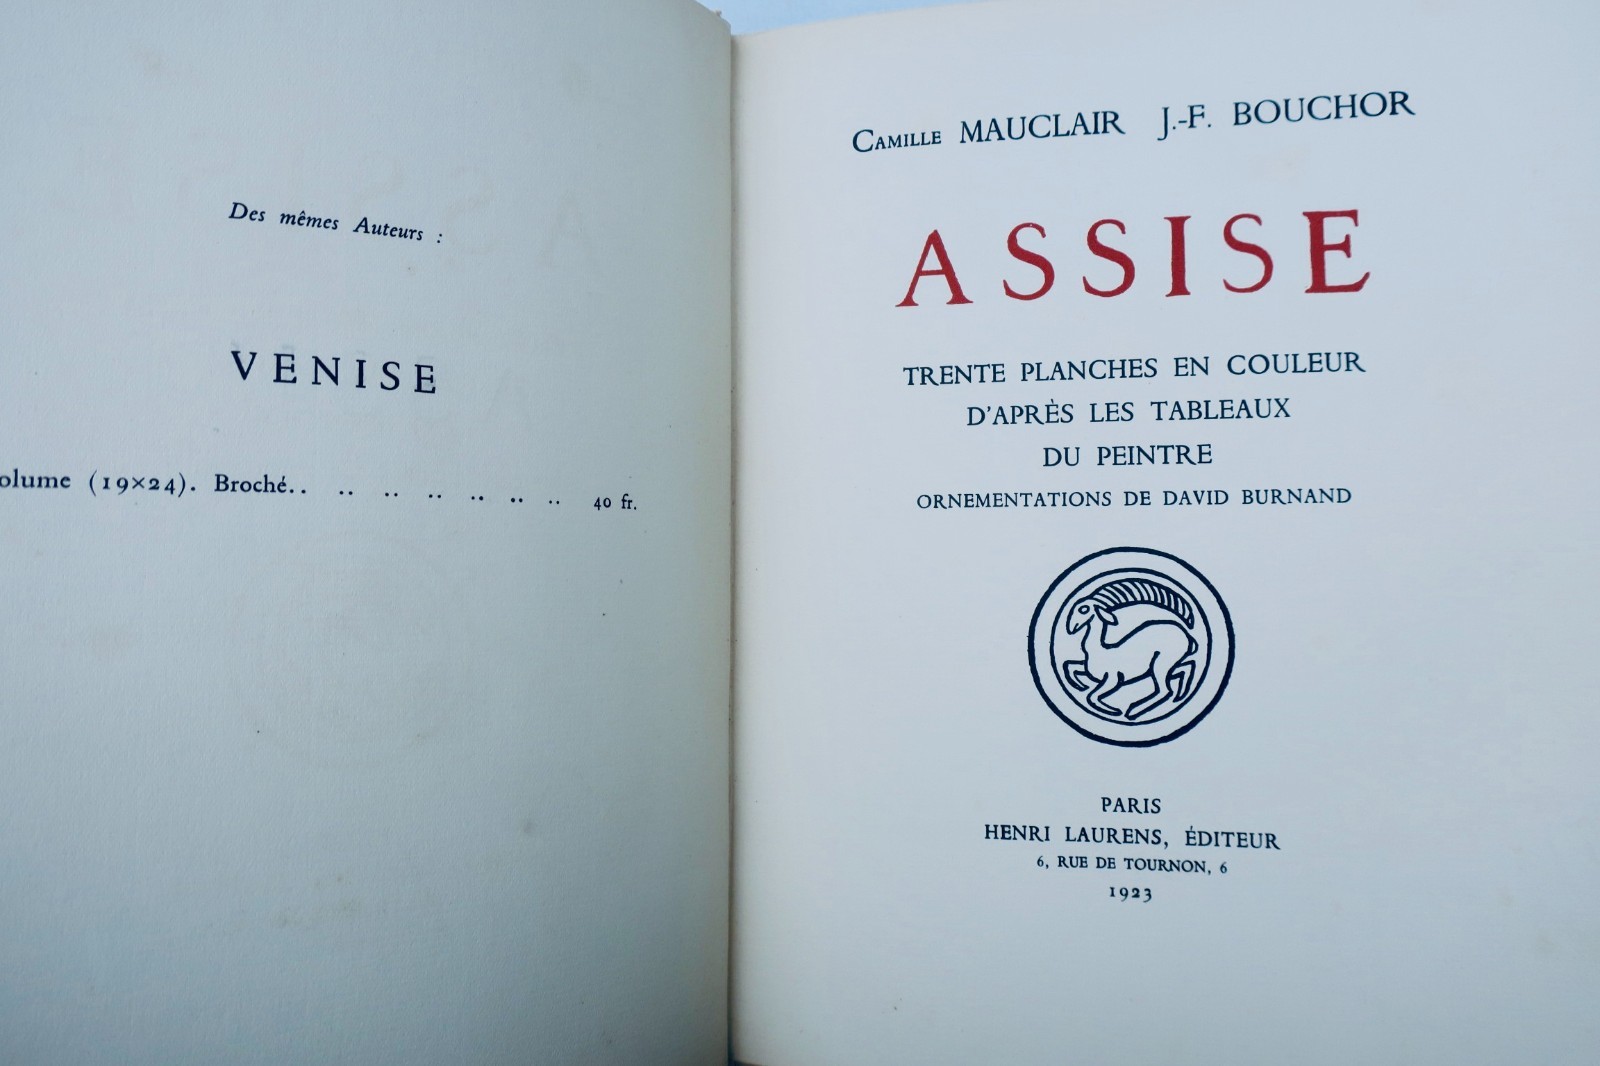 Des mêmes Auteurs :
VENISE
(19×24). Broché.. .. .. .. .. .. .. 40 fr.
Camille MAUCLAIR J.-F. BOUCHOR
ASSISE
TRENTE PLANCHES EN COULEUR
D'APRÈS LES TABLEAUX
DU PEINTRE
ORNEMENTATIONS DE DAVID BURNAND
PARIS
HENRI LAURENS, ÉDITEUR
6, RUE DE TOURNON, 6
1923